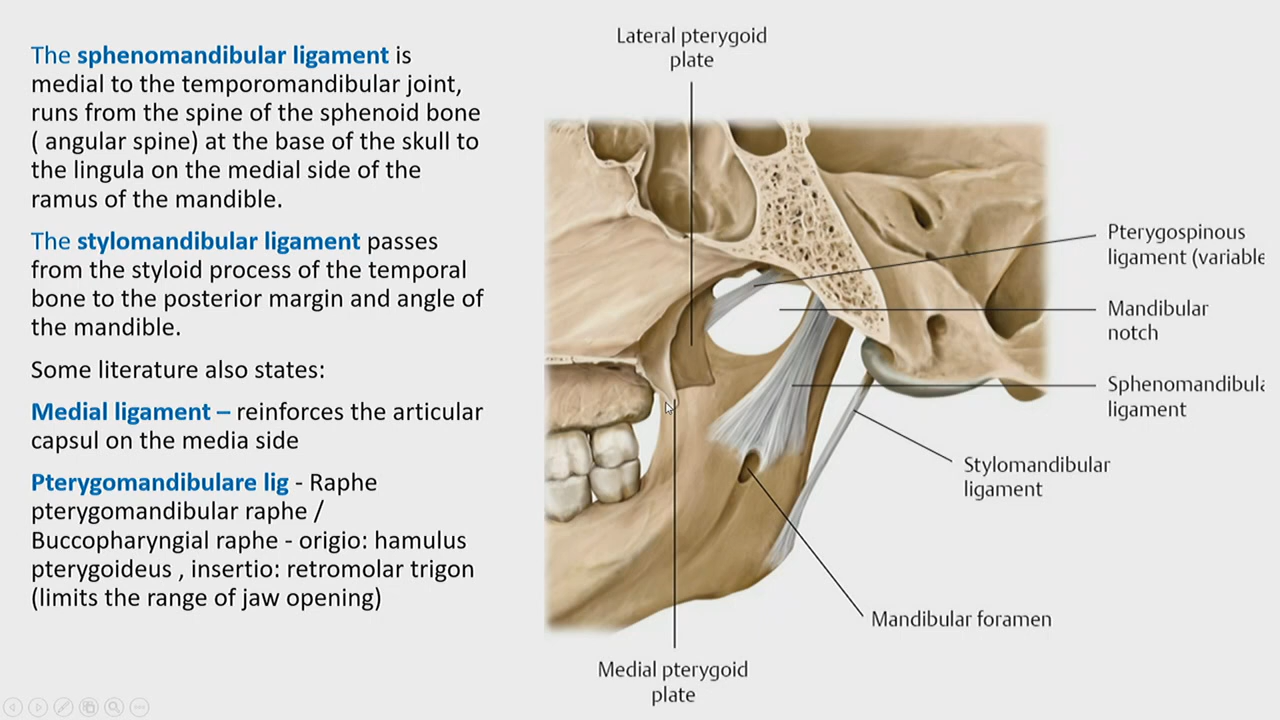 The sphenomandibular ligament is
medial to the temporomandibular joint,
runs from the spine of the sphenoid bone
( angular spine) at the base of the skull to
the lingula on the medial side of the
ramus of the mandible.
The stylomandibular ligament passes
from the styloid process of the temporal
bone to the posterior margin and angle of
the mandible.
Some literature also states:
Medial ligament – reinforces the articular
capsul on the media side
Pterygomandibulare lig - Raphe
pterygomandibular raphe /
Buccopharyngial raphe - origio: hamulus
pterygoideus , insertio: retromolar trigon
(limits the range of jaw opening)
Lateral pterygoid
plate
Pterygospinous
ligament (variable
Mandibular
notch
Sphenomandibula
ligament
Stylomandibular
ligament
Mandibular foramen
Medial pterygoid
plate